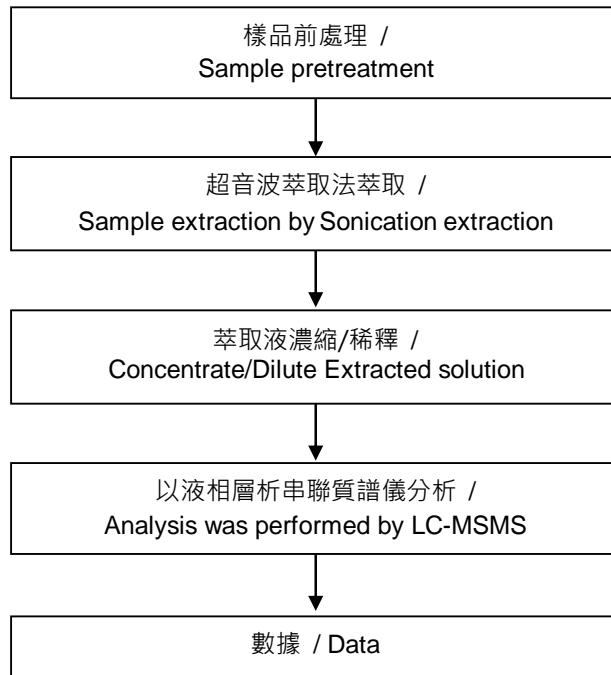 樣品前處理 /
Sample pretreatment
超音波萃取法萃取 /
Sample extraction by Sonication extraction
萃取液濃縮/稀釋 /
Concentrate/Dilute Extracted solution
以液相層析串聯質譜儀分析 /
Analysis was performed by LC-MSMS
數據 / Data